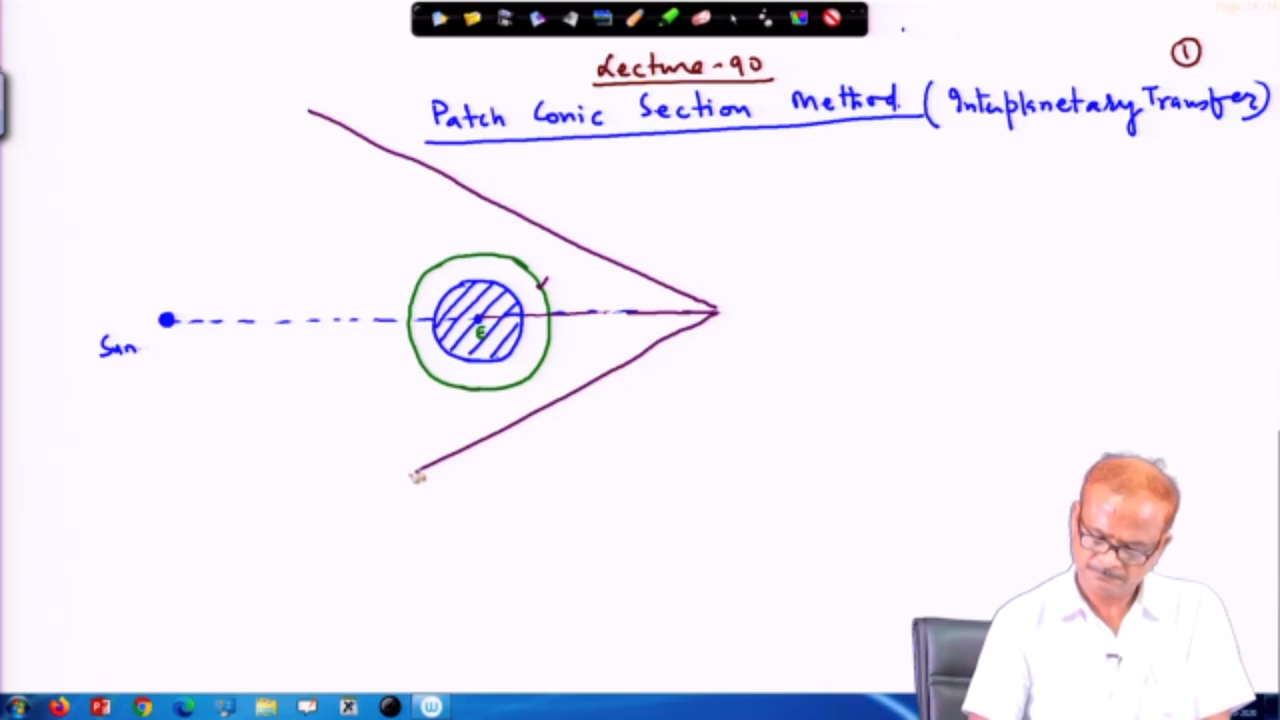 Lecture-90
①
Patch Conic Section Method. (Interplanetary Transfer)
E
Sun